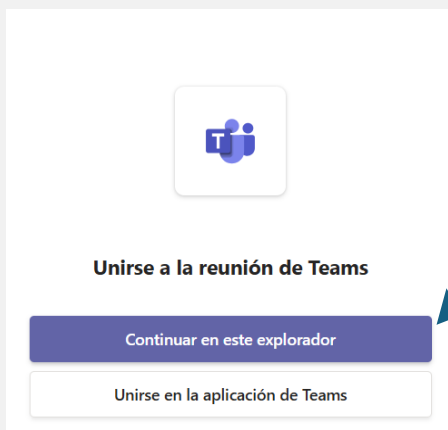 T
Unirse a la reunión de Teams
Continuar en este explorador
Unirse en la aplicación de Teams